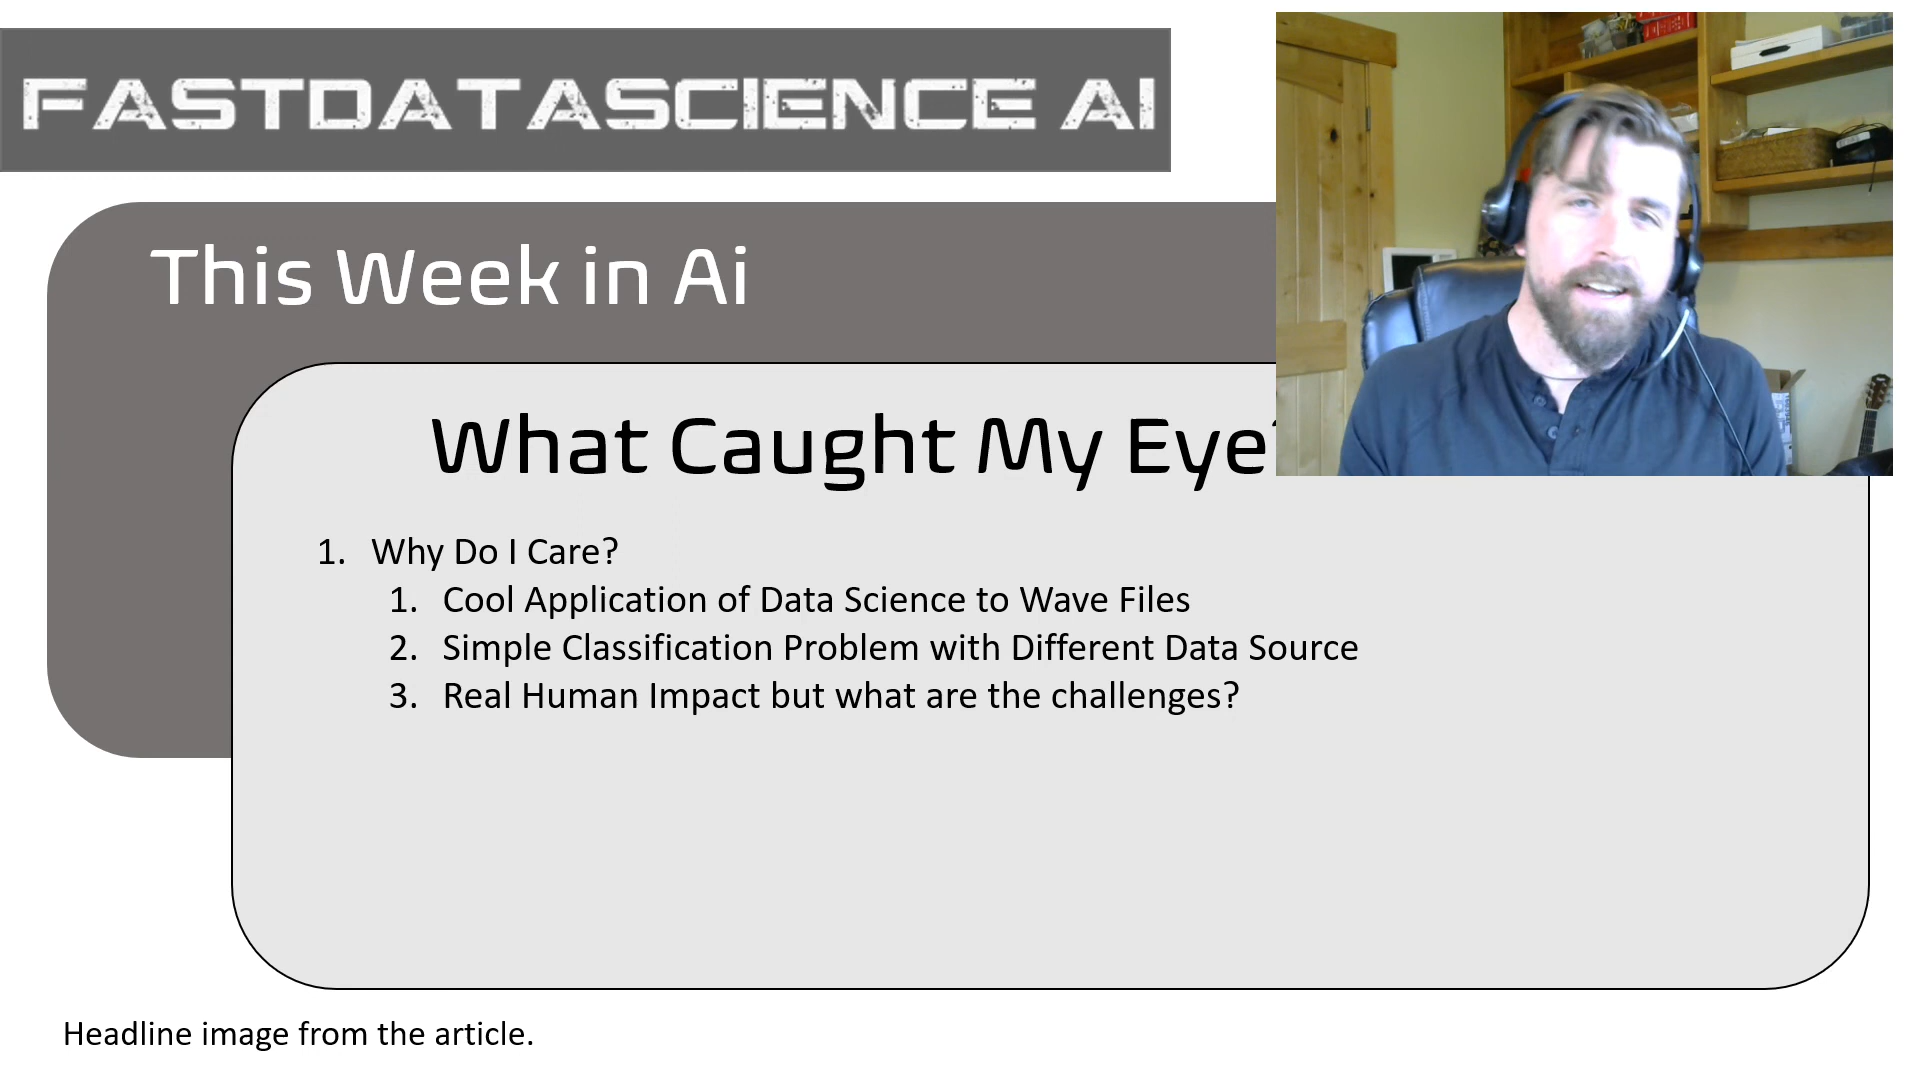 FASTDATASCIENCE AI
This Week in Ai
What Caught My Eye?
1. Why Do I Care?
1. Cool Application of Data Science to Wave Files
2. Simple Classification Problem with Different Data Source
3. Real Human Impact but what are the challenges?
Headline image from the article.